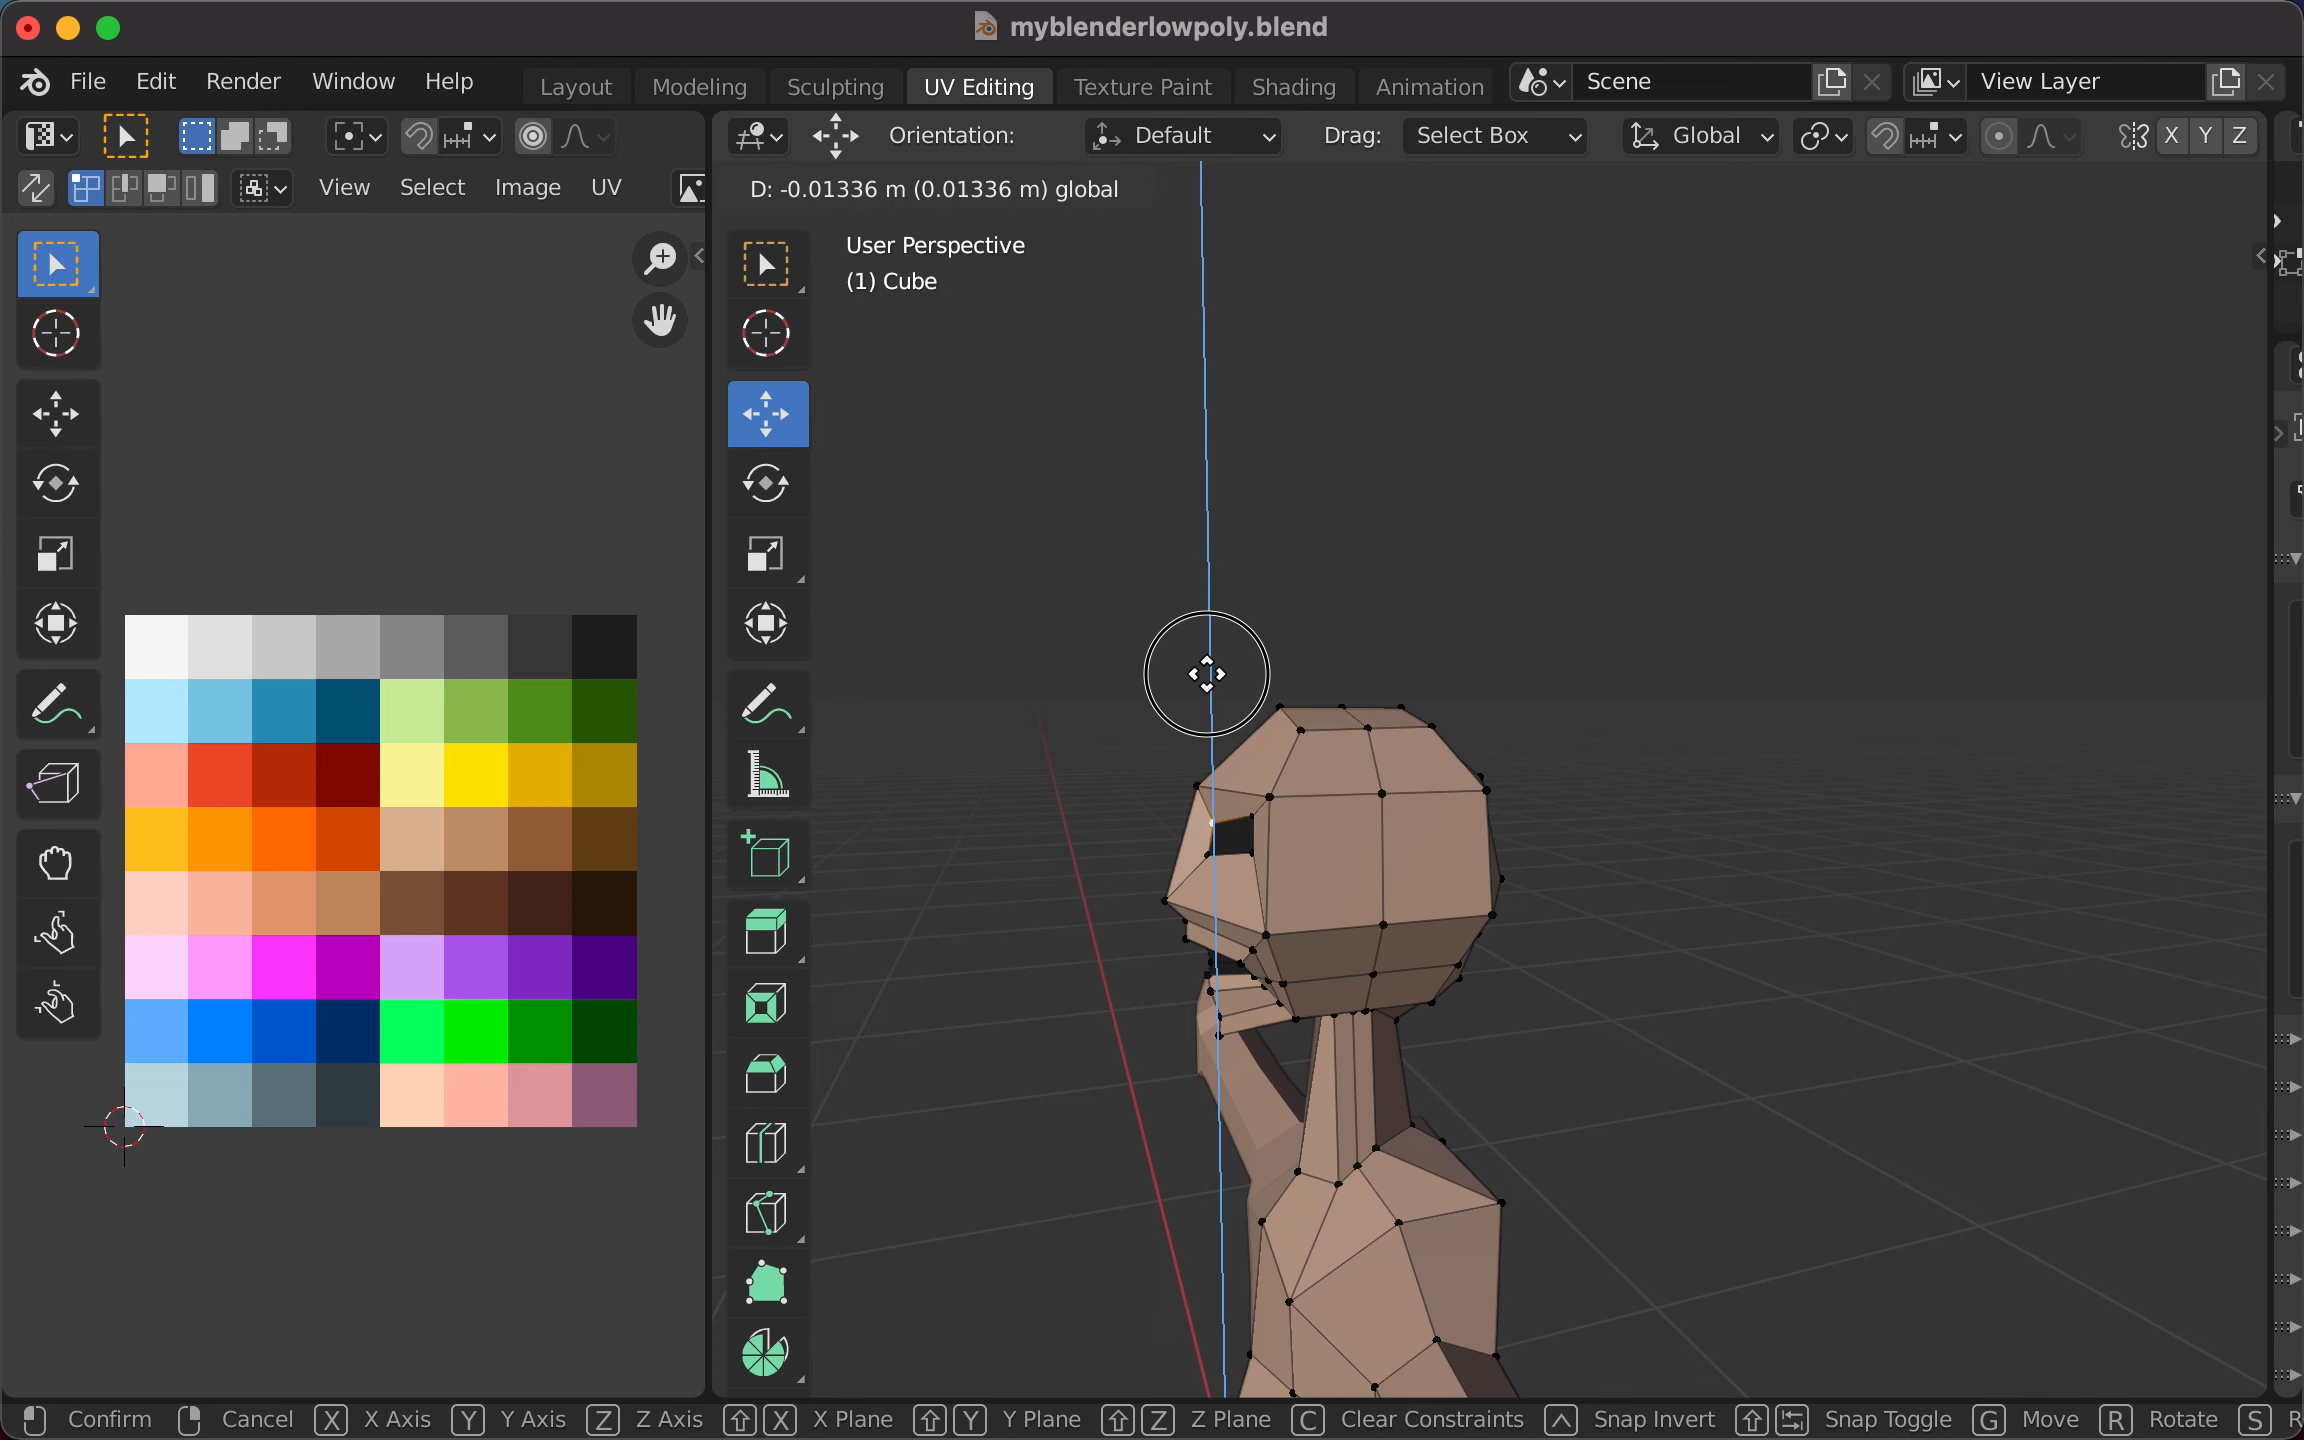 myblenderlowpoly.blend
File Edit Render Window Help Layout Modeling Sculpting UV Editing Texture Paint Shading Animation Scene View Layer
Orientation: Default Drag: Select Box Global X Y Z
View Select Image UV
D: -0.01336 m (0.01336 m) global
User Perspective
(1) Cube
Confirm Cancel X X Axis Y Y Axis Z Z Axis X X Plane Y Y Plane Z Z Plane C Clear Constraints Snap Invert Snap Toggle G Move R Rotate S R